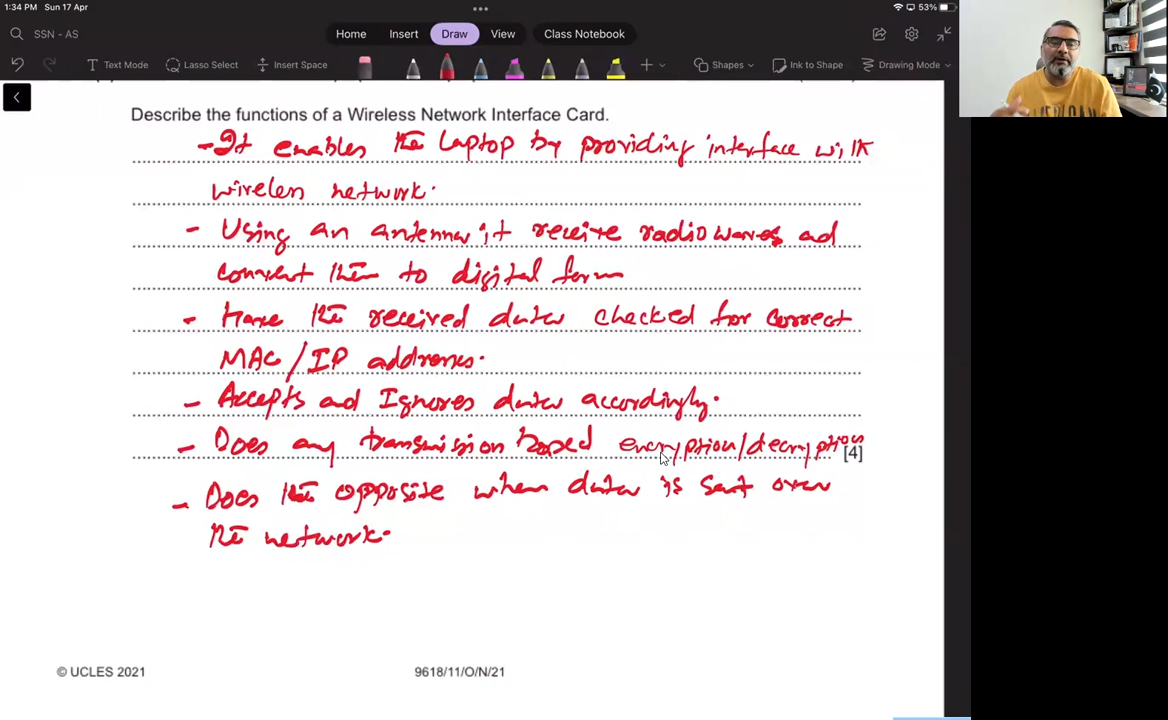 1:34 PM Sun 17 Apr
53%
SSN - AS
Home Insert Draw View Class Notebook
Text Mode Lasso Select Insert Space Shapes Ink to Shape Drawing Mode
Describe the functions of a Wireless Network Interface Card.
- It enables the laptop by providing interface with
wireless network.
- Using an antenna it receive radio waves and
convert them to digital form
- Have the received data checked for correct
MAC/IP address.
- Accepts and Ignores data accordingly.
- Does any transmission based encryption/decryption
[4]
- Does the opposite when data is sent over
the network.
© UCLES 2021 9618/11/O/N/21